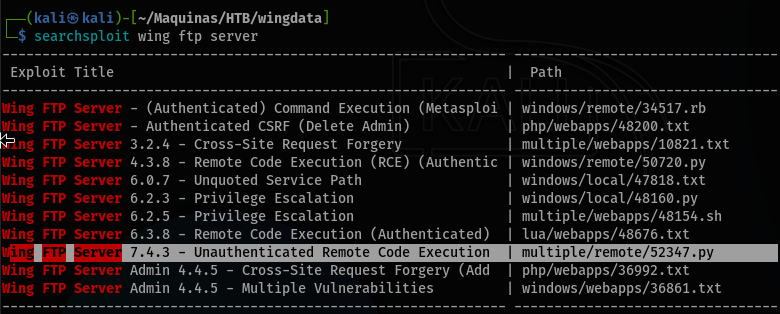 ┌──(kali㉿kali)-[~/Maquinas/HTB/wingdata]
└─$ searchsploit wing ftp server
Exploit Title | Path
Wing FTP Server - (Authenticated) Command Execution (Metasploi | windows/remote/34517.rb
Wing FTP Server - Authenticated CSRF (Delete Admin) | php/webapps/48200.txt
Wing FTP Server 3.2.4 - Cross-Site Request Forgery | multiple/webapps/10821.txt
Wing FTP Server 4.3.8 - Remote Code Execution (RCE) (Authentic | windows/remote/50720.py
Wing FTP Server 6.0.7 - Unquoted Service Path | windows/local/47818.txt
Wing FTP Server 6.2.3 - Privilege Escalation | windows/local/48160.py
Wing FTP Server 6.2.5 - Privilege Escalation | multiple/webapps/48154.sh
Wing FTP Server 6.3.8 - Remote Code Execution (Authenticated) | lua/webapps/48676.txt
Wing FTP Server 7.4.3 - Unauthenticated Remote Code Execution | multiple/remote/52347.py
Wing FTP Server Admin 4.4.5 - Cross-Site Request Forgery (Add | php/webapps/36992.txt
Wing FTP Server Admin 4.4.5 - Multiple Vulnerabilities | windows/webapps/36861.txt